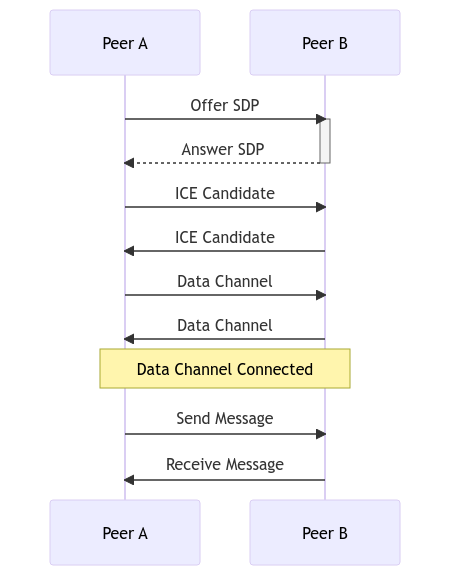 Peer A
Peer B
Offer SDP
Answer SDP
ICE Candidate
ICE Candidate
Data Channel
Data Channel
Data Channel Connected
Send Message
Receive Message
Peer A
Peer B